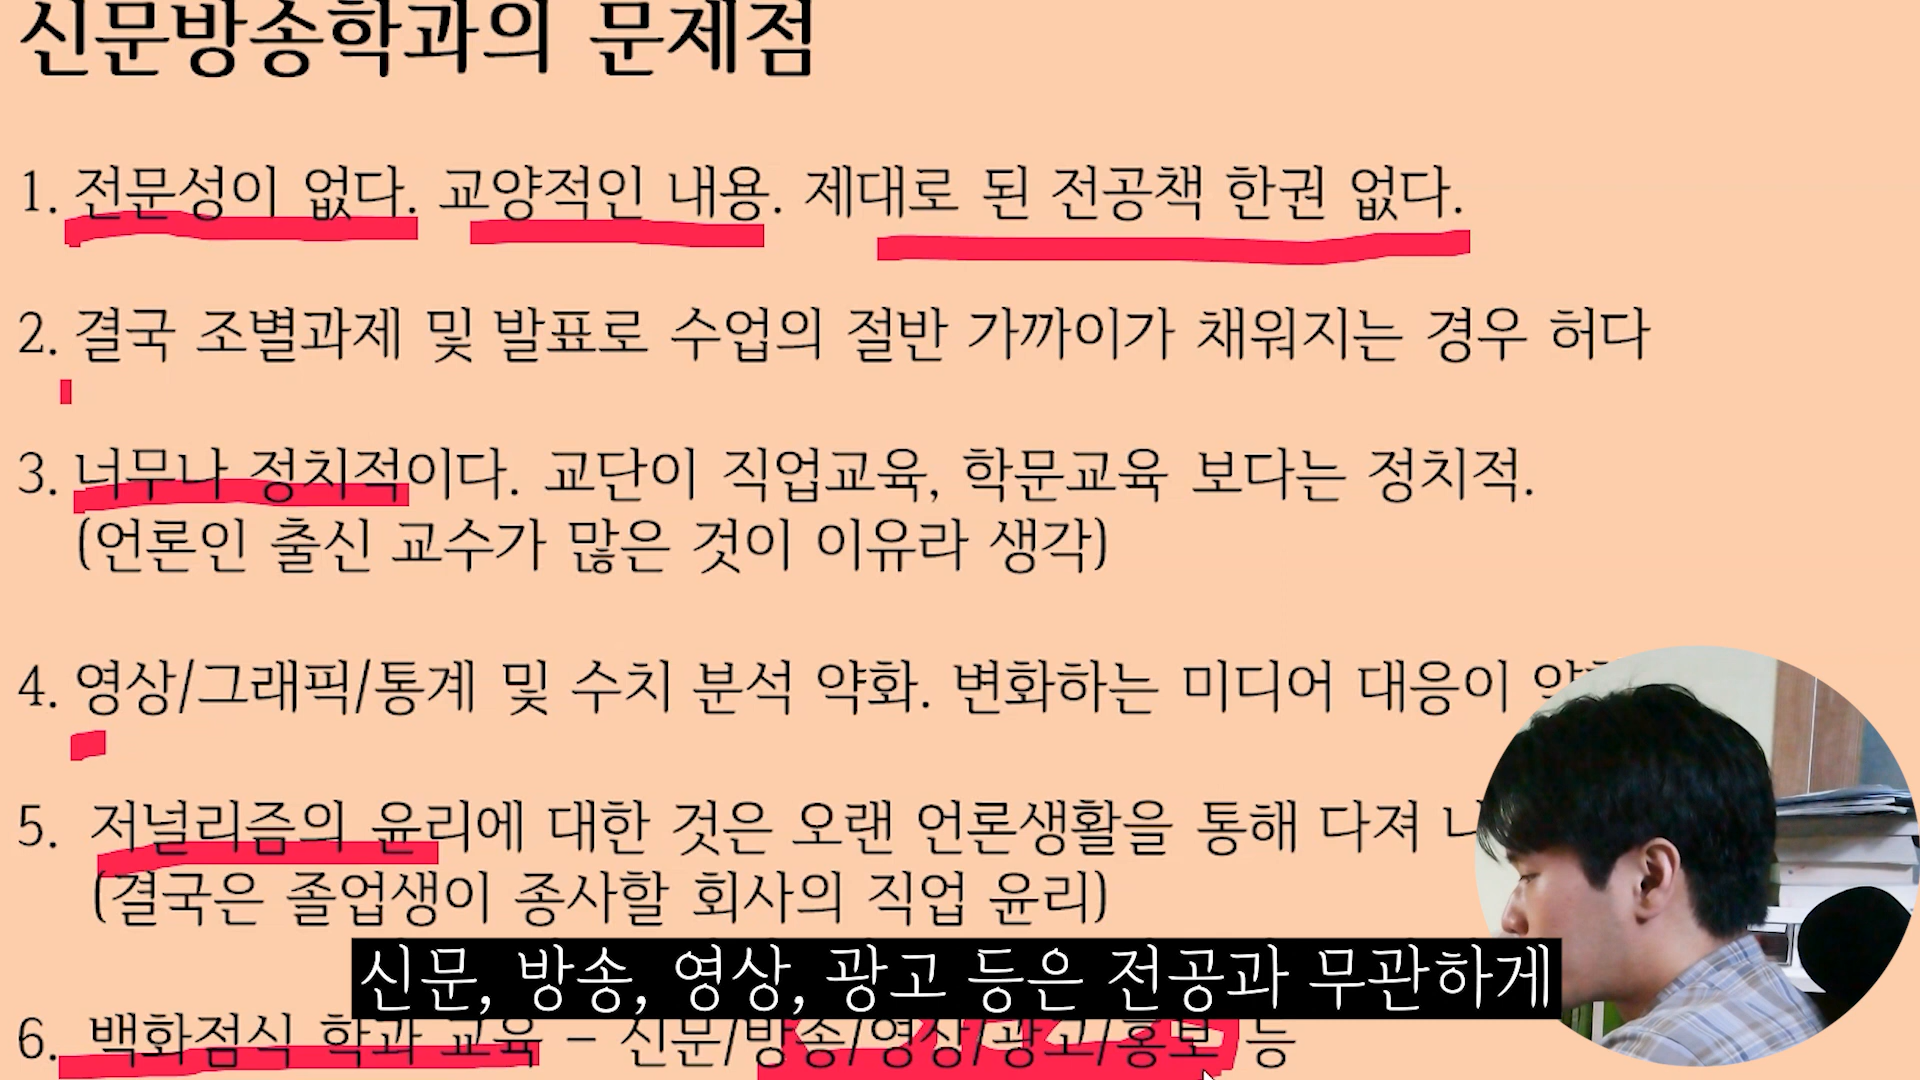 신문방송학과의 문제점
1. 전문성이 없다. 교양적인 내용. 제대로 된 전공책 한권 없다.
2. 결국 조별과제 및 발표로 수업의 절반 가까이가 채워지는 경우 허다
3. 너무나 정치적이다. 교단이 직업교육, 학문교육 보다는 정치적.
(언론인 출신 교수가 많은 것이 이유라 생각)
4. 영상/그래픽/통계 및 수치 분석 약화. 변화하는 미디어 대응이
5. 저널리즘의 윤리에 대한 것은 오랜 언론생활을 통해 다져
(결국은 졸업생이 종사할 회사의 직업 윤리)
신문, 방송, 영상, 광고 등은 전공과 무관하게
6. 백화점식 학과 교육 - 신문/방송/영상/광고/홍보 등